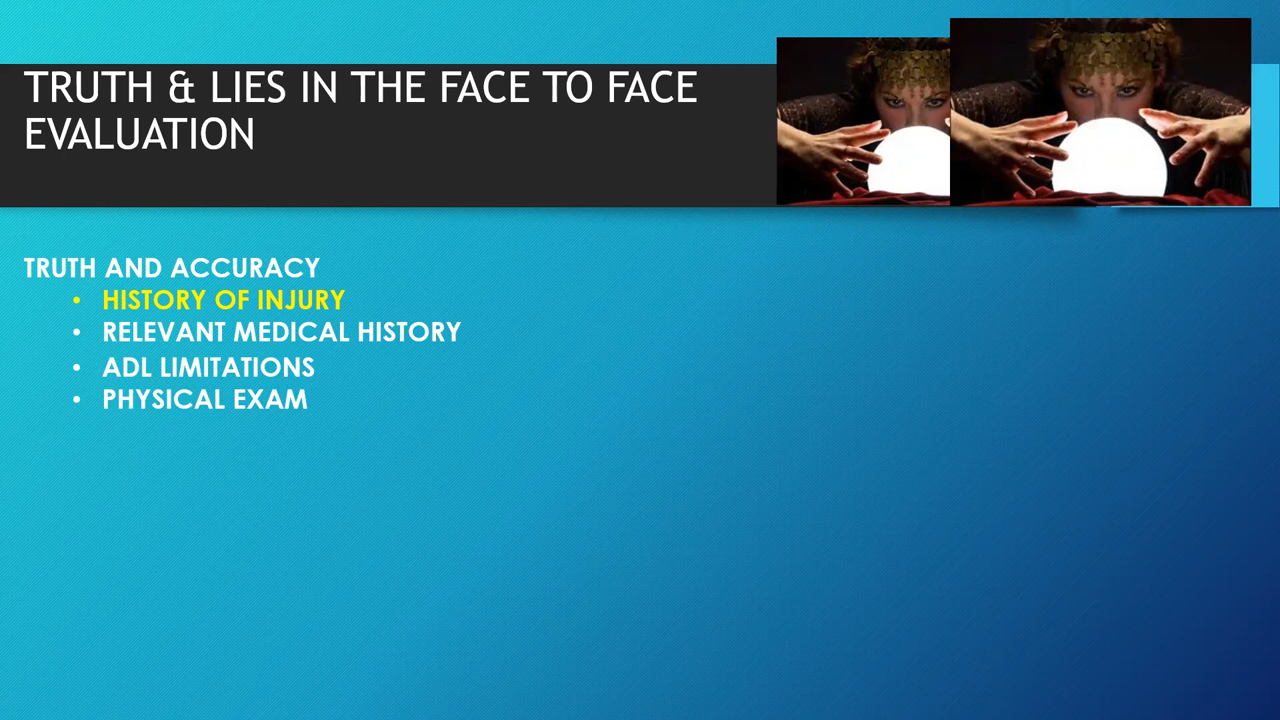 TRUTH & LIES IN THE FACE TO FACE
EVALUATION
TRUTH AND ACCURACY
• HISTORY OF INJURY
• RELEVANT MEDICAL HISTORY
• ADL LIMITATIONS
• PHYSICAL EXAM